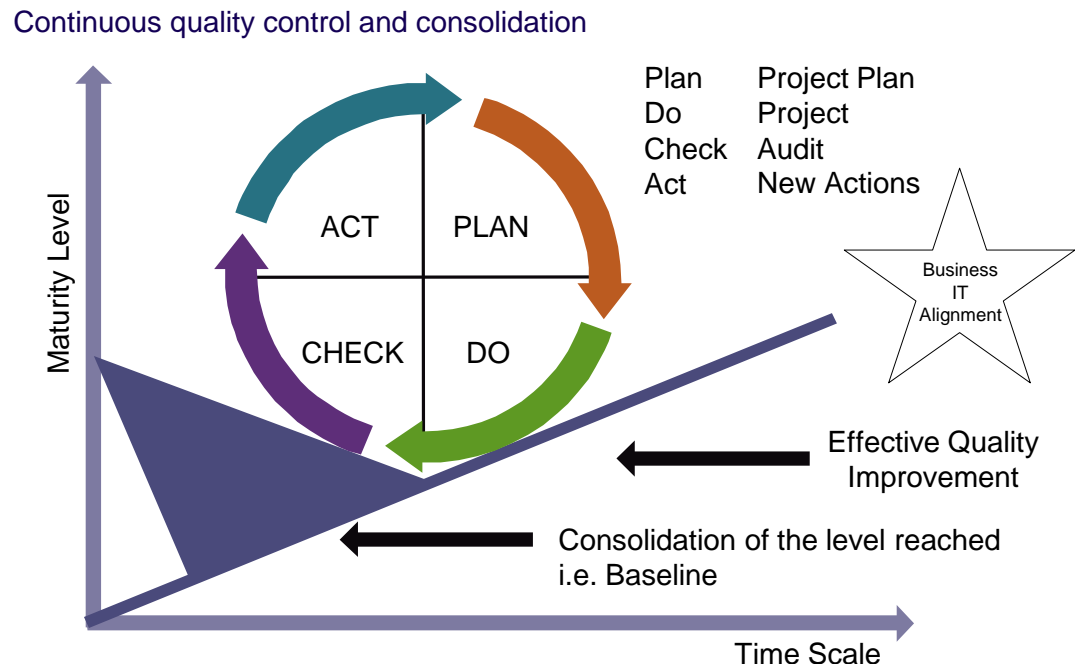 Continuous quality control and consolidation
Plan Project Plan
Do Project
Check Audit
Act New Actions
Maturity Level
ACT PLAN
CHECK DO
Business
IT
Alignment
Effective Quality
Improvement
Consolidation of the level reached
i.e. Baseline
Time Scale